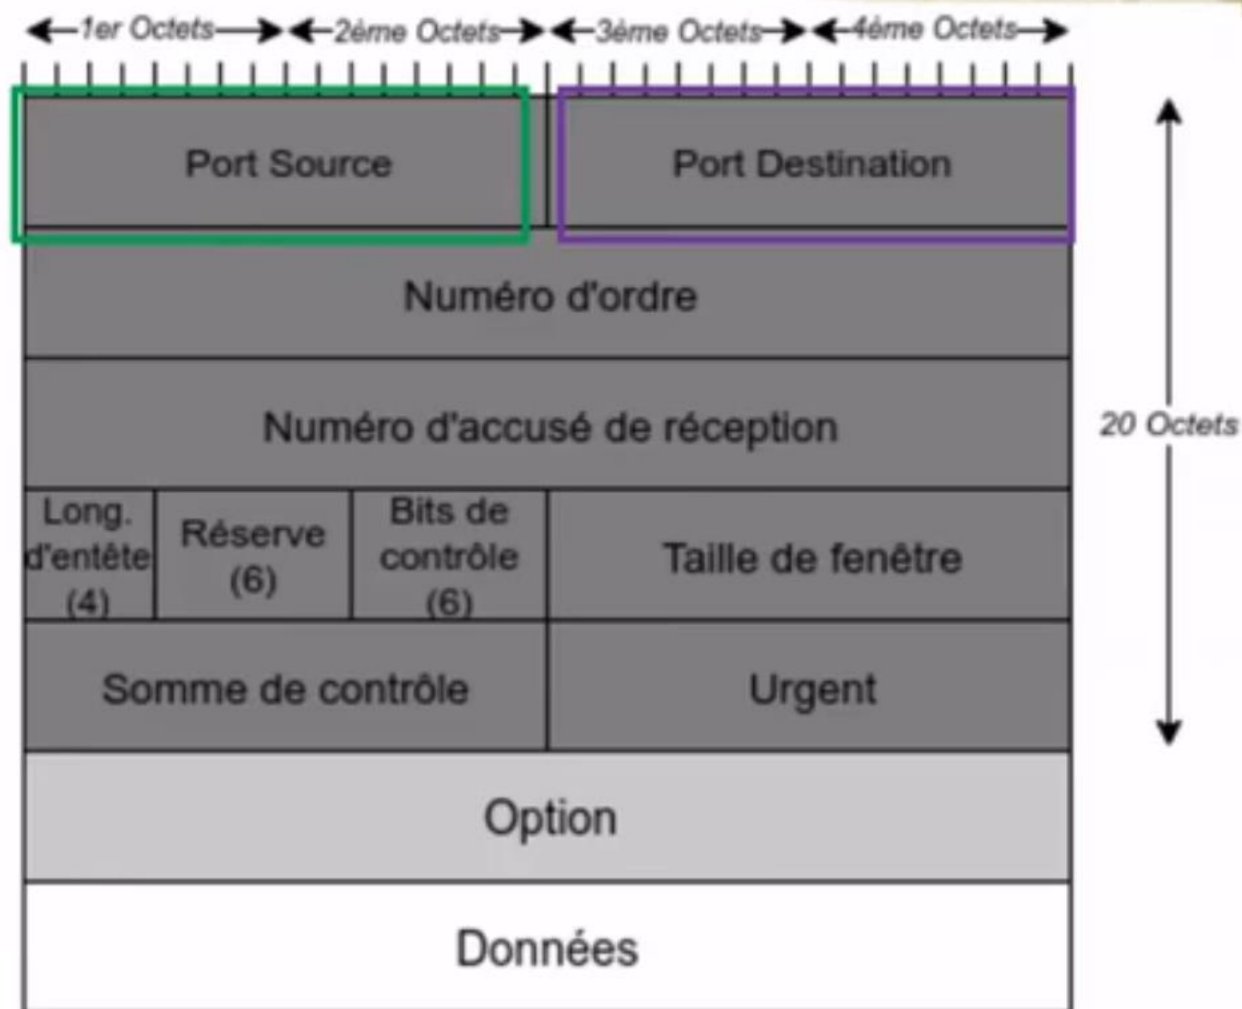 1er Octets 2éme Octets 3éme Octets 4éme Octets
Port Source Port Destination
Numéro d'ordre
Numéro d'accusé de réception
20 Octets
Long.
d'entête
(4)
Réserve
(6)
Bits de
contrôle
(6)
Taille de fenêtre
Somme de contrôle Urgent
Option
Données